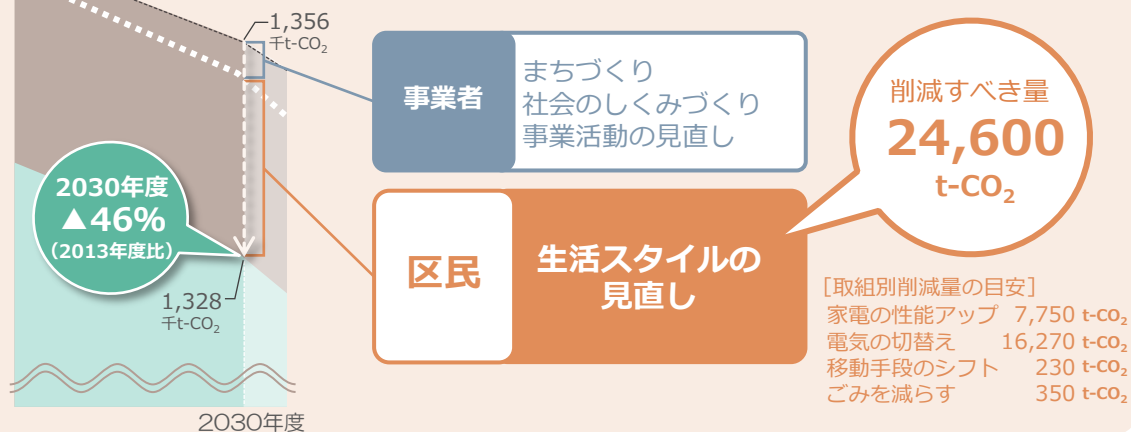 1,356
千t-CO₂
事業者
まちづくり
社会のしくみづくり
事業活動の見直し
削減すべき量
24,600
t-CO₂
2030年度
▲46%
（2013年度比）
区民
生活スタイルの
見直し
1,328
千t-CO₂
［取組別削減量の目安］
家電の性能アップ 7,750 t-CO₂
電気の切替え 16,270 t-CO₂
移動手段のシフト 230 t-CO₂
ごみを減らす 350 t-CO₂
2030年度